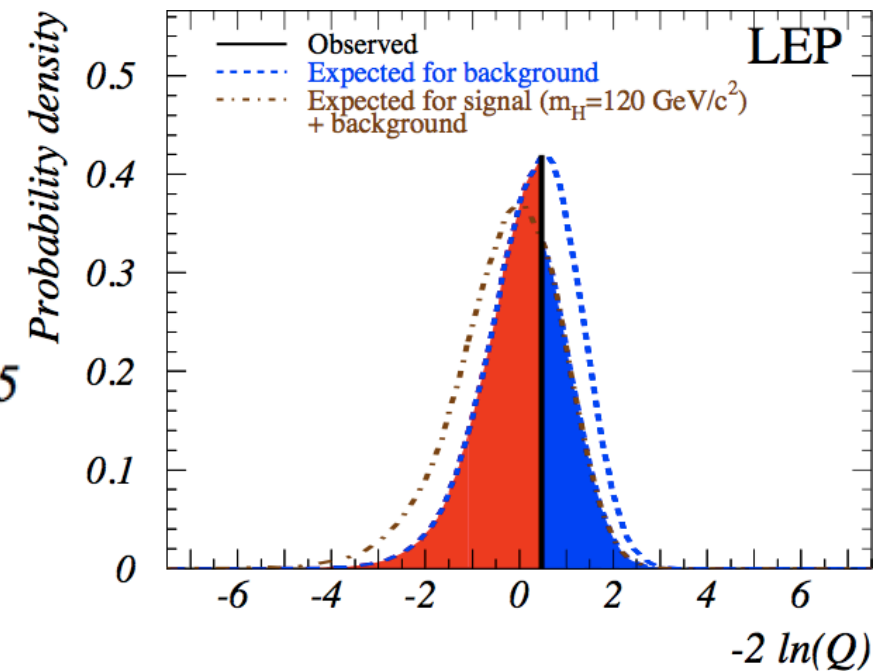 Probability density
LEP
Observed
Expected for background
Expected for signal (m_H=120 GeV/c²)
+ background
0.5
0.4
0.3
0.2
0.1
0
5
-6 -4 -2 0 2 4 6
-2 ln(Q)